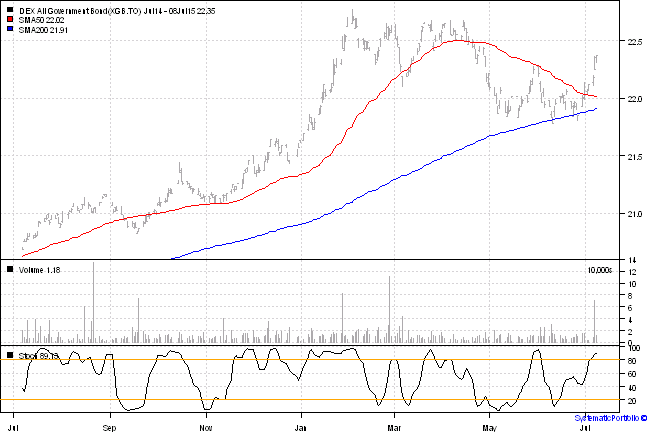 DEX All Government Bond(XGB.TO) Jul14 - 08Jul15 22.35
SMA50 22.02
SMA200 21.91
22.5
22.0
21.5
21.0
14
Volume 1.18
10,000s
12
10
8
6
4
2
0
Stoch 89.13
100
80
60
40
20
Jul
Sep
Nov
Jan
Mar
May
Jul
SystematicPortfolio ©